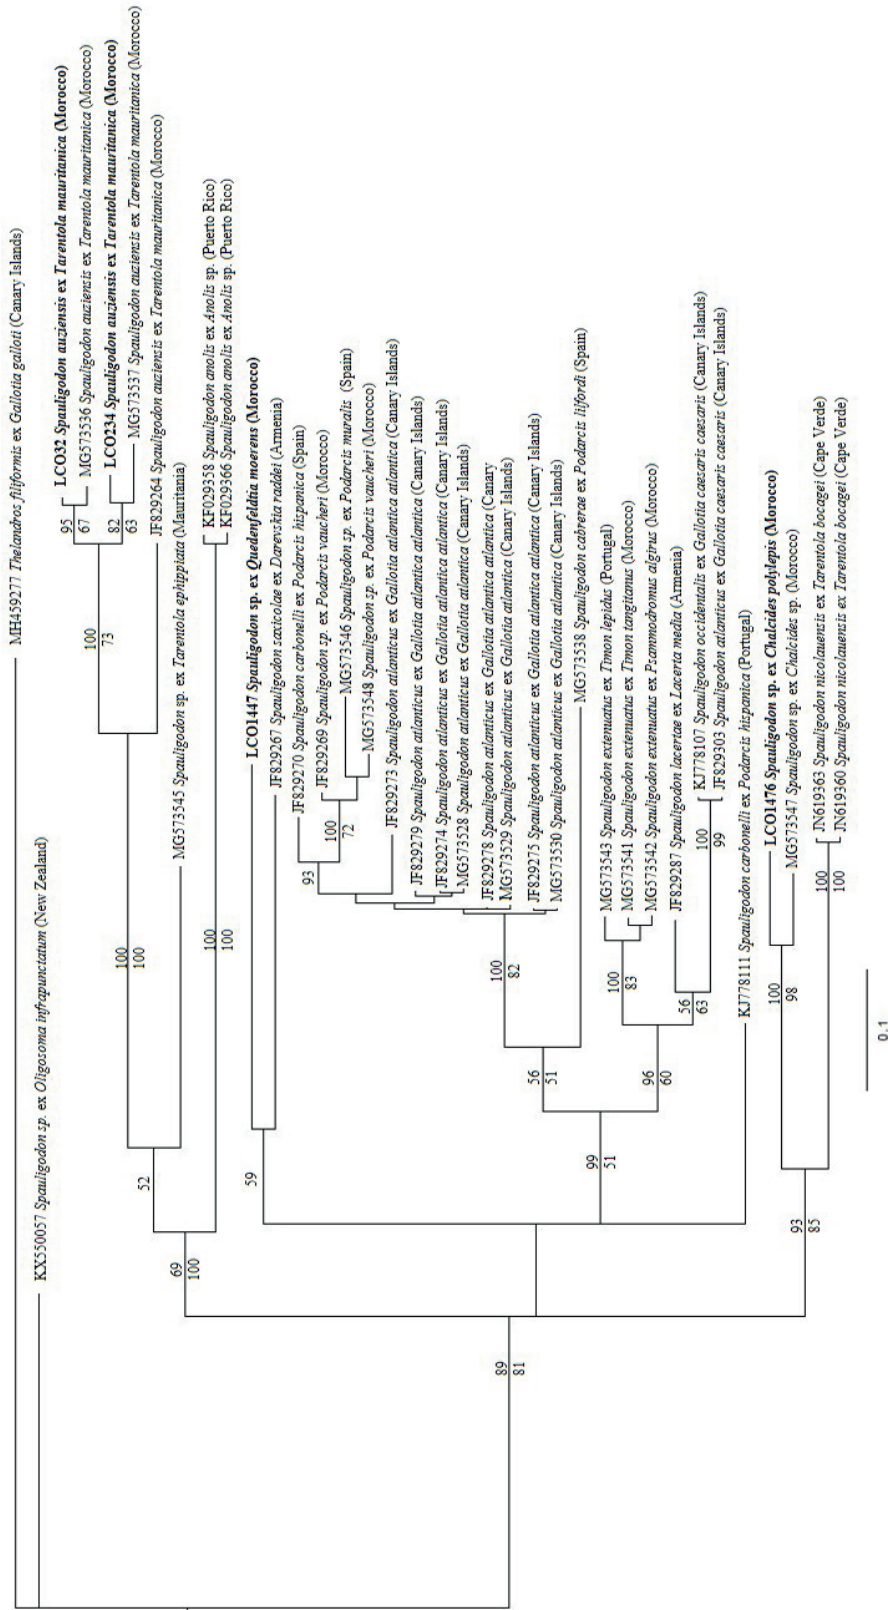 MH459277 Thelandros filiformis ex Gallotia galloti (Canary Islands)
KX550057 Spauligodon sp. ex Oligosoma infrapunctatum (New Zealand)
LCO32 Spauligodon auziensis ex Tarentola mauritanica (Morocco)
95
67
MG573536 Spauligodon auziensis ex Tarentola mauritanica (Morocco)
LCO234 Spauligodon auziensis ex Tarentola mauritanica (Morocco)
100
73
82
63
MG573537 Spauligodon auziensis ex Tarentola mauritanica (Morocco)
JF829264 Spauligodon auziensis ex Tarentola mauritanica (Morocco)
100
100
MG573545 Spauligodon sp. ex Tarentola ephippiata (Mauritania)
52
KF029358 Spauligodon anolis ex Anolis sp. (Puerto Rico)
69
100
100
100
KF029366 Spauligodon anolis ex Anolis sp. (Puerto Rico)
LCO1447 Spauligodon sp. ex Quedenfeldtia moerens (Morocco)
59
JF829267 Spauligodon saxicolae ex Darevskia raddei (Armenia)
JF829270 Spauligodon carbonelli ex Podarcis hispanica (Spain)
93
JF829269 Spauligodon sp. ex Podarcis vaucheri (Morocco)
100
72
MG573546 Spauligodon sp. ex Podarcis muralis (Spain)
MG573548 Spauligodon sp. ex Podarcis vaucheri (Morocco)
JF829273 Spauligodon atlanticus ex Gallotia atlantica atlantica (Canary Islands)
JF829279 Spauligodon atlanticus ex Gallotia atlantica atlantica (Canary Islands)
JF829274 Spauligodon atlanticus ex Gallotia atlantica atlantica (Canary Islands)
MG573528 Spauligodon atlanticus ex Gallotia atlantica (Canary Islands)
JF829278 Spauligodon atlanticus ex Gallotia atlantica atlantica (Canary
100
82
MG573529 Spauligodon atlanticus ex Gallotia atlantica (Canary Islands)
JF829275 Spauligodon atlanticus ex Gallotia atlantica atlantica (Canary Islands)
MG573530 Spauligodon atlanticus ex Gallotia atlantica (Canary Islands)
56
51
MG573538 Spauligodon cabrerae ex Podarcis lilfordi (Spain)
99
51
MG573543 Spauligodon extenuatus ex Timon lepidus (Portugal)
100
83
MG573541 Spauligodon extenuatus ex Timon tangitanus (Morocco)
MG573542 Spauligodon extenuatus ex Psammodromus algirus (Morocco)
96
60
JF829287 Spauligodon lacertae ex Lacerta media (Armenia)
56
63
KJ778107 Spauligodon occidentalis ex Gallotia caesaris caesaris (Canary Islands)
100
99
JF829303 Spauligodon atlanticus ex Gallotia caesaris caesaris (Canary Islands)
KJ778111 Spauligodon carbonelli ex Podarcis hispanica (Portugal)
89
81
LCO1476 Spauligodon sp. ex Chalcides polylepis (Morocco)
100
98
MG573547 Spauligodon sp. ex Chalcides sp. (Morocco)
93
85
JN619363 Spauligodon nicolauensis ex Tarentola bocagei (Cape Verde)
100
100
JN619360 Spauligodon nicolauensis ex Tarentola bocagei (Cape Verde)
0.1